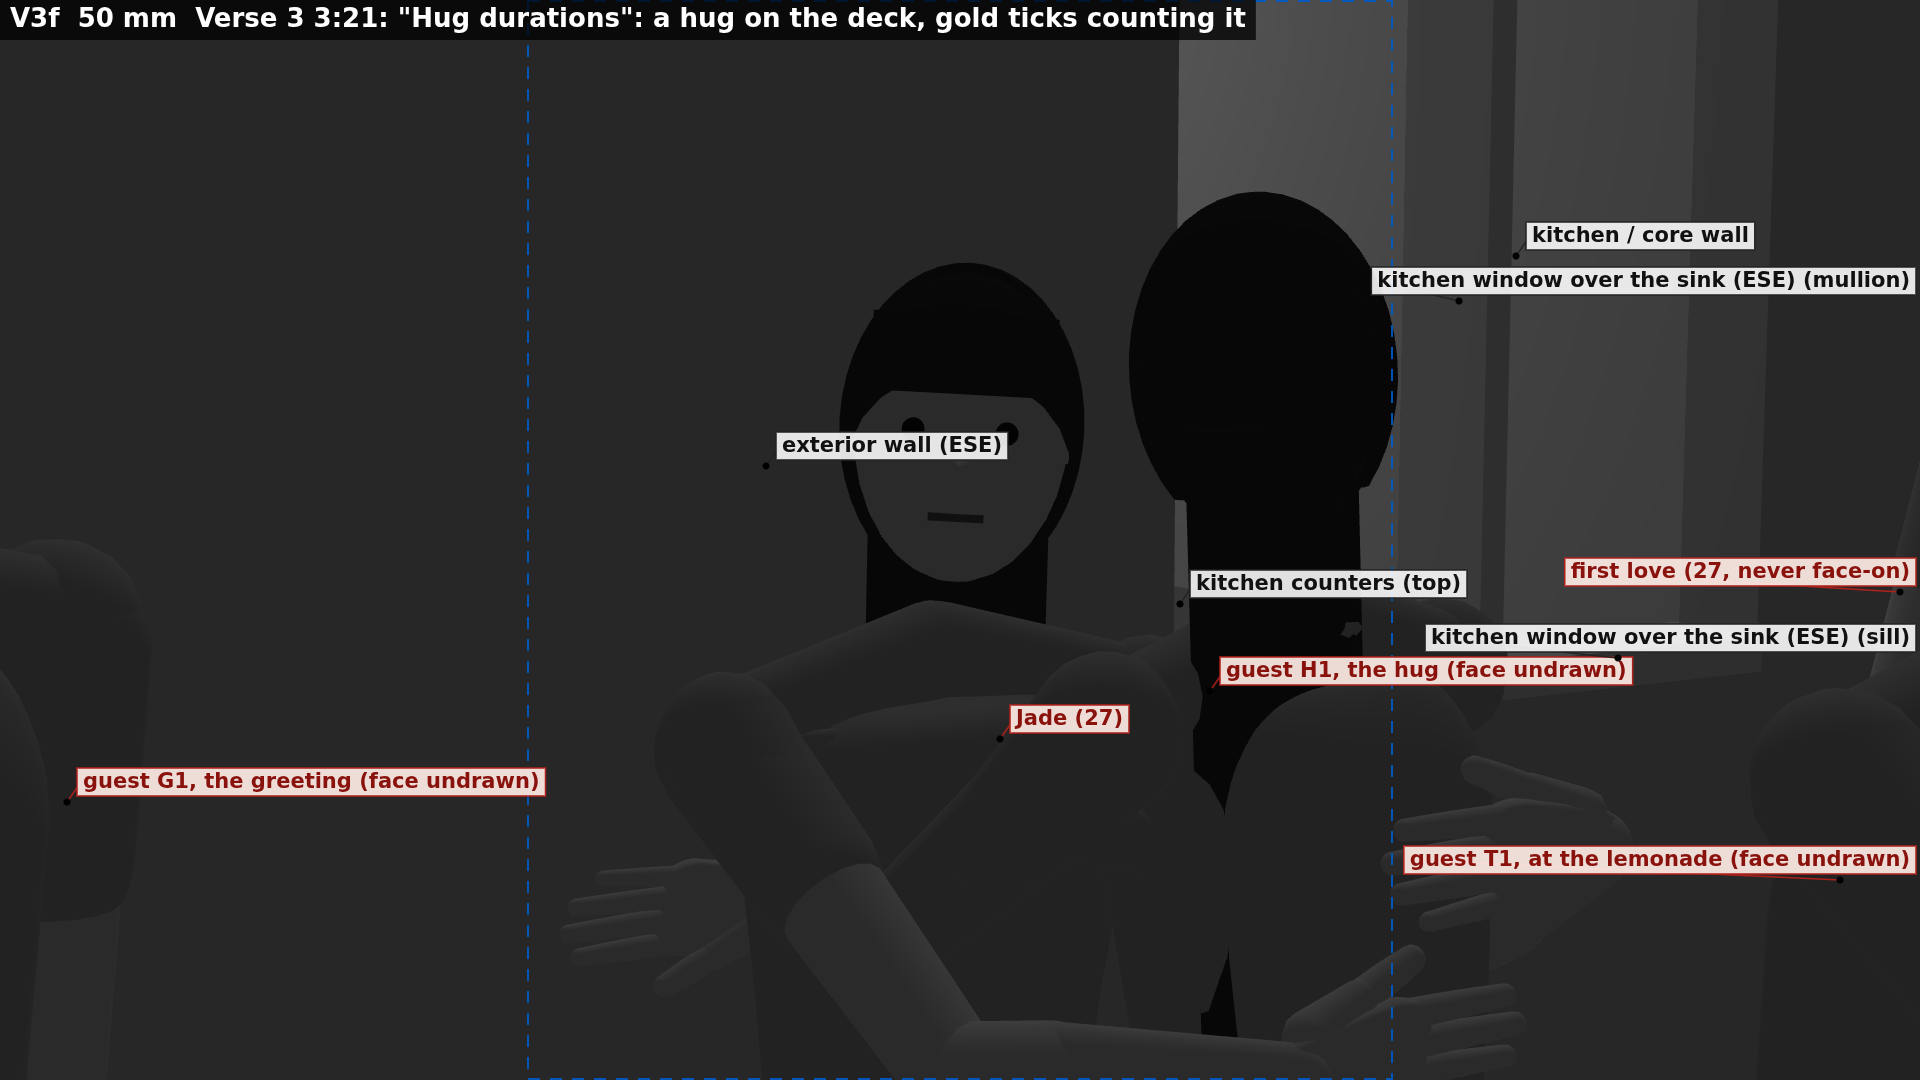 V3f  50 mm  Verse 3 3:21: "Hug durations": a hug on the deck, gold ticks counting it
kitchen / core wall
kitchen window over the sink (ESE) (mullion)
exterior wall (ESE)
first love (27, never face-on)
kitchen counters (top)
kitchen window over the sink (ESE) (sill)
guest H1, the hug (face undrawn)
Jade (27)
guest G1, the greeting (face undrawn)
guest T1, at the lemonade (face undrawn)